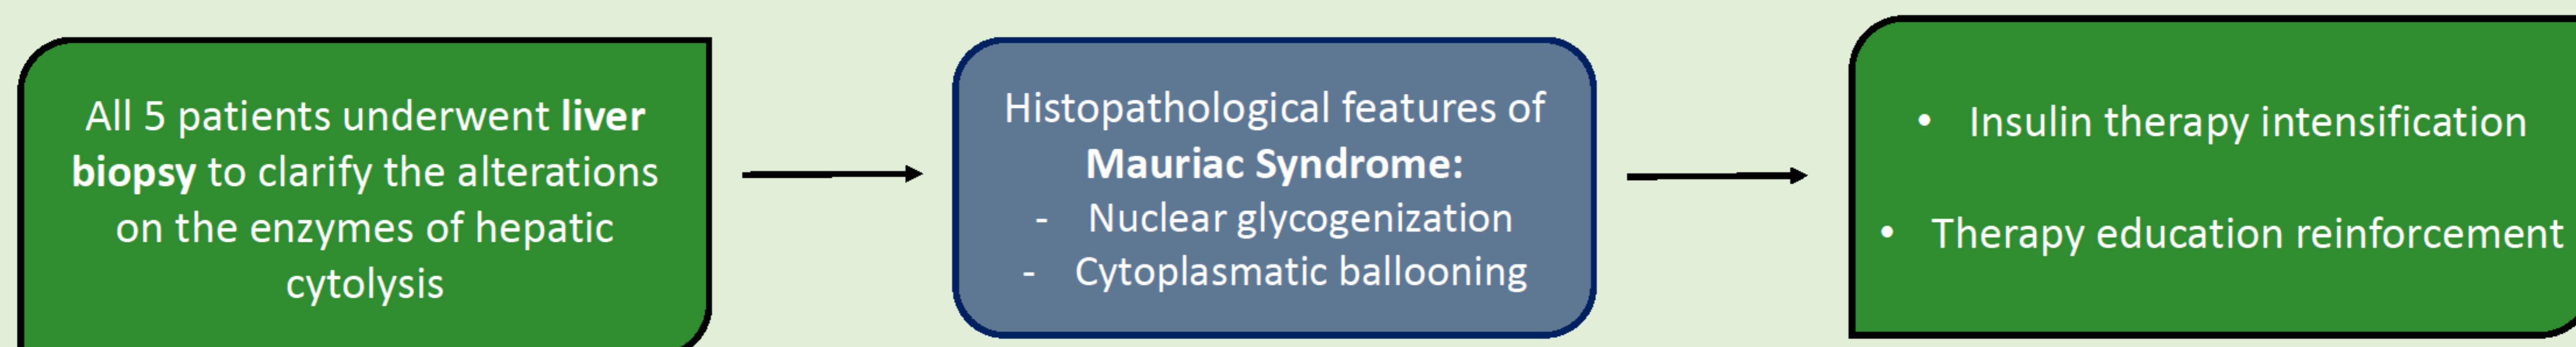 All 5 patients underwent liver
biopsy to clarify the alterations
on the enzymes of hepatic
cytolysis
Histopathological features of
Mauriac Syndrome:
- Nuclear glycogenization
- Cytoplasmatic ballooning
• Insulin therapy intensification
• Therapy education reinforcement